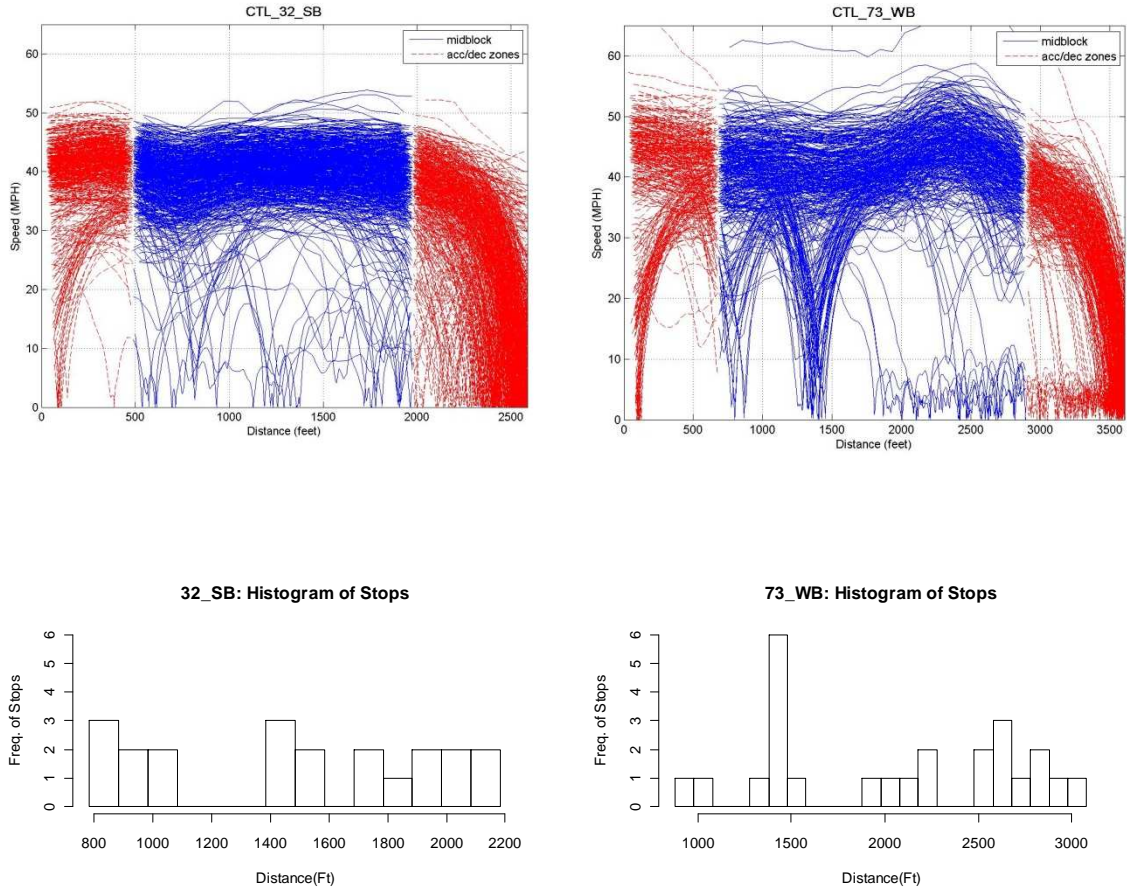 CTL_32_SB
midblock
acc/dec zones
Speed (MPH)
60
50
40
30
20
10
0
0 500 1000 1500 2000 2500
Distance (feet)
CTL_73_WB
midblock
acc/dec zones
Speed (MPH)
60
50
40
30
20
10
0
0 500 1000 1500 2000 2500 3000 3500
Distance (feet)
32_SB: Histogram of Stops
Freq. of Stops
6
5
4
3
2
1
0
800 1000 1200 1400 1600 1800 2000 2200
Distance(Ft)
73_WB: Histogram of Stops
Freq. of Stops
6
5
4
3
2
1
0
1000 1500 2000 2500 3000
Distance(Ft)